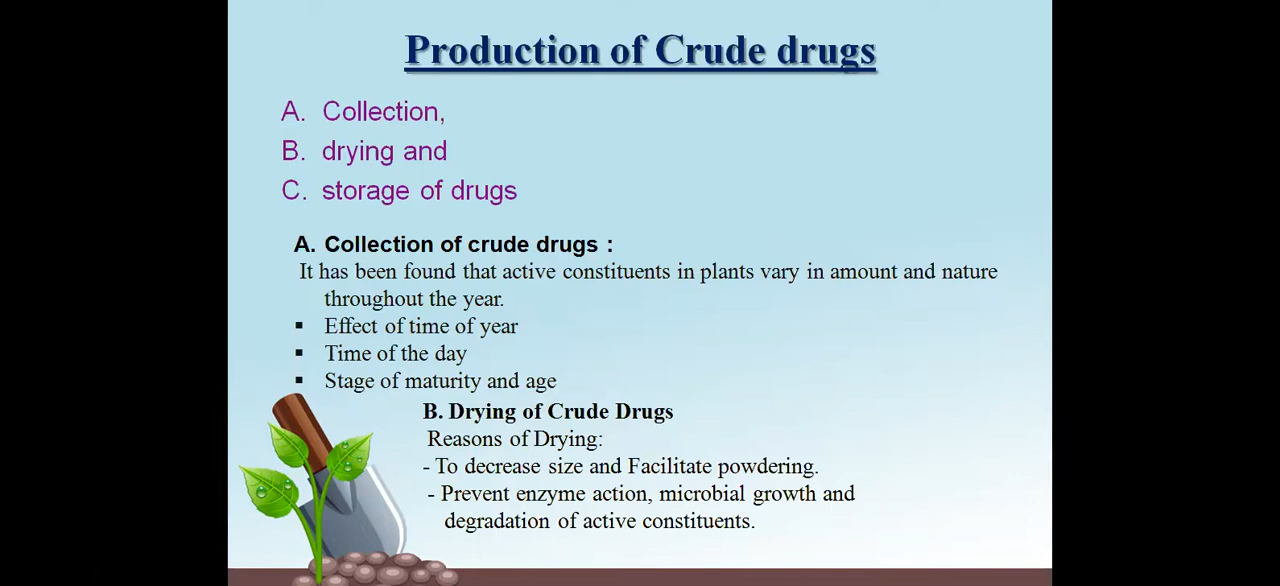 Production of Crude drugs
A. Collection,
B. drying and
C. storage of drugs
A. Collection of crude drugs :
It has been found that active constituents in plants vary in amount and nature
throughout the year.
▪ Effect of time of year
▪ Time of the day
▪ Stage of maturity and age
B. Drying of Crude Drugs
Reasons of Drying:
- To decrease size and Facilitate powdering.
- Prevent enzyme action, microbial growth and
degradation of active constituents.